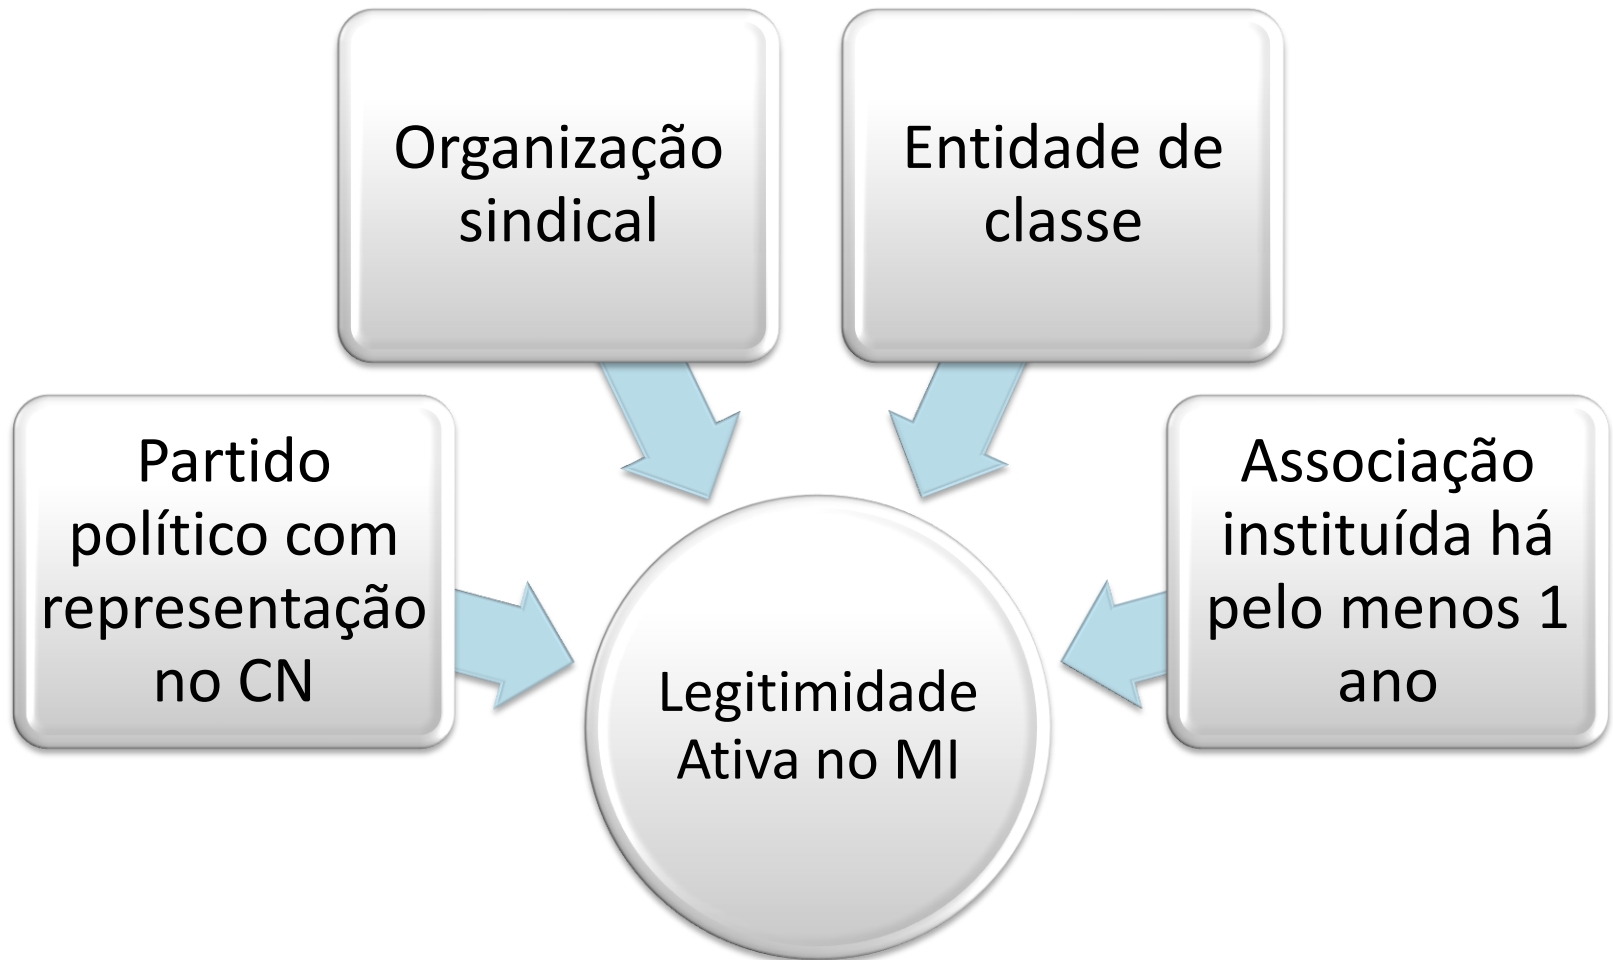 Organização
sindical
Entidade de
classe
Partido
político com
representação
no CN
Associação
instituída há
pelo menos 1
ano
Legitimidade
Ativa no MI